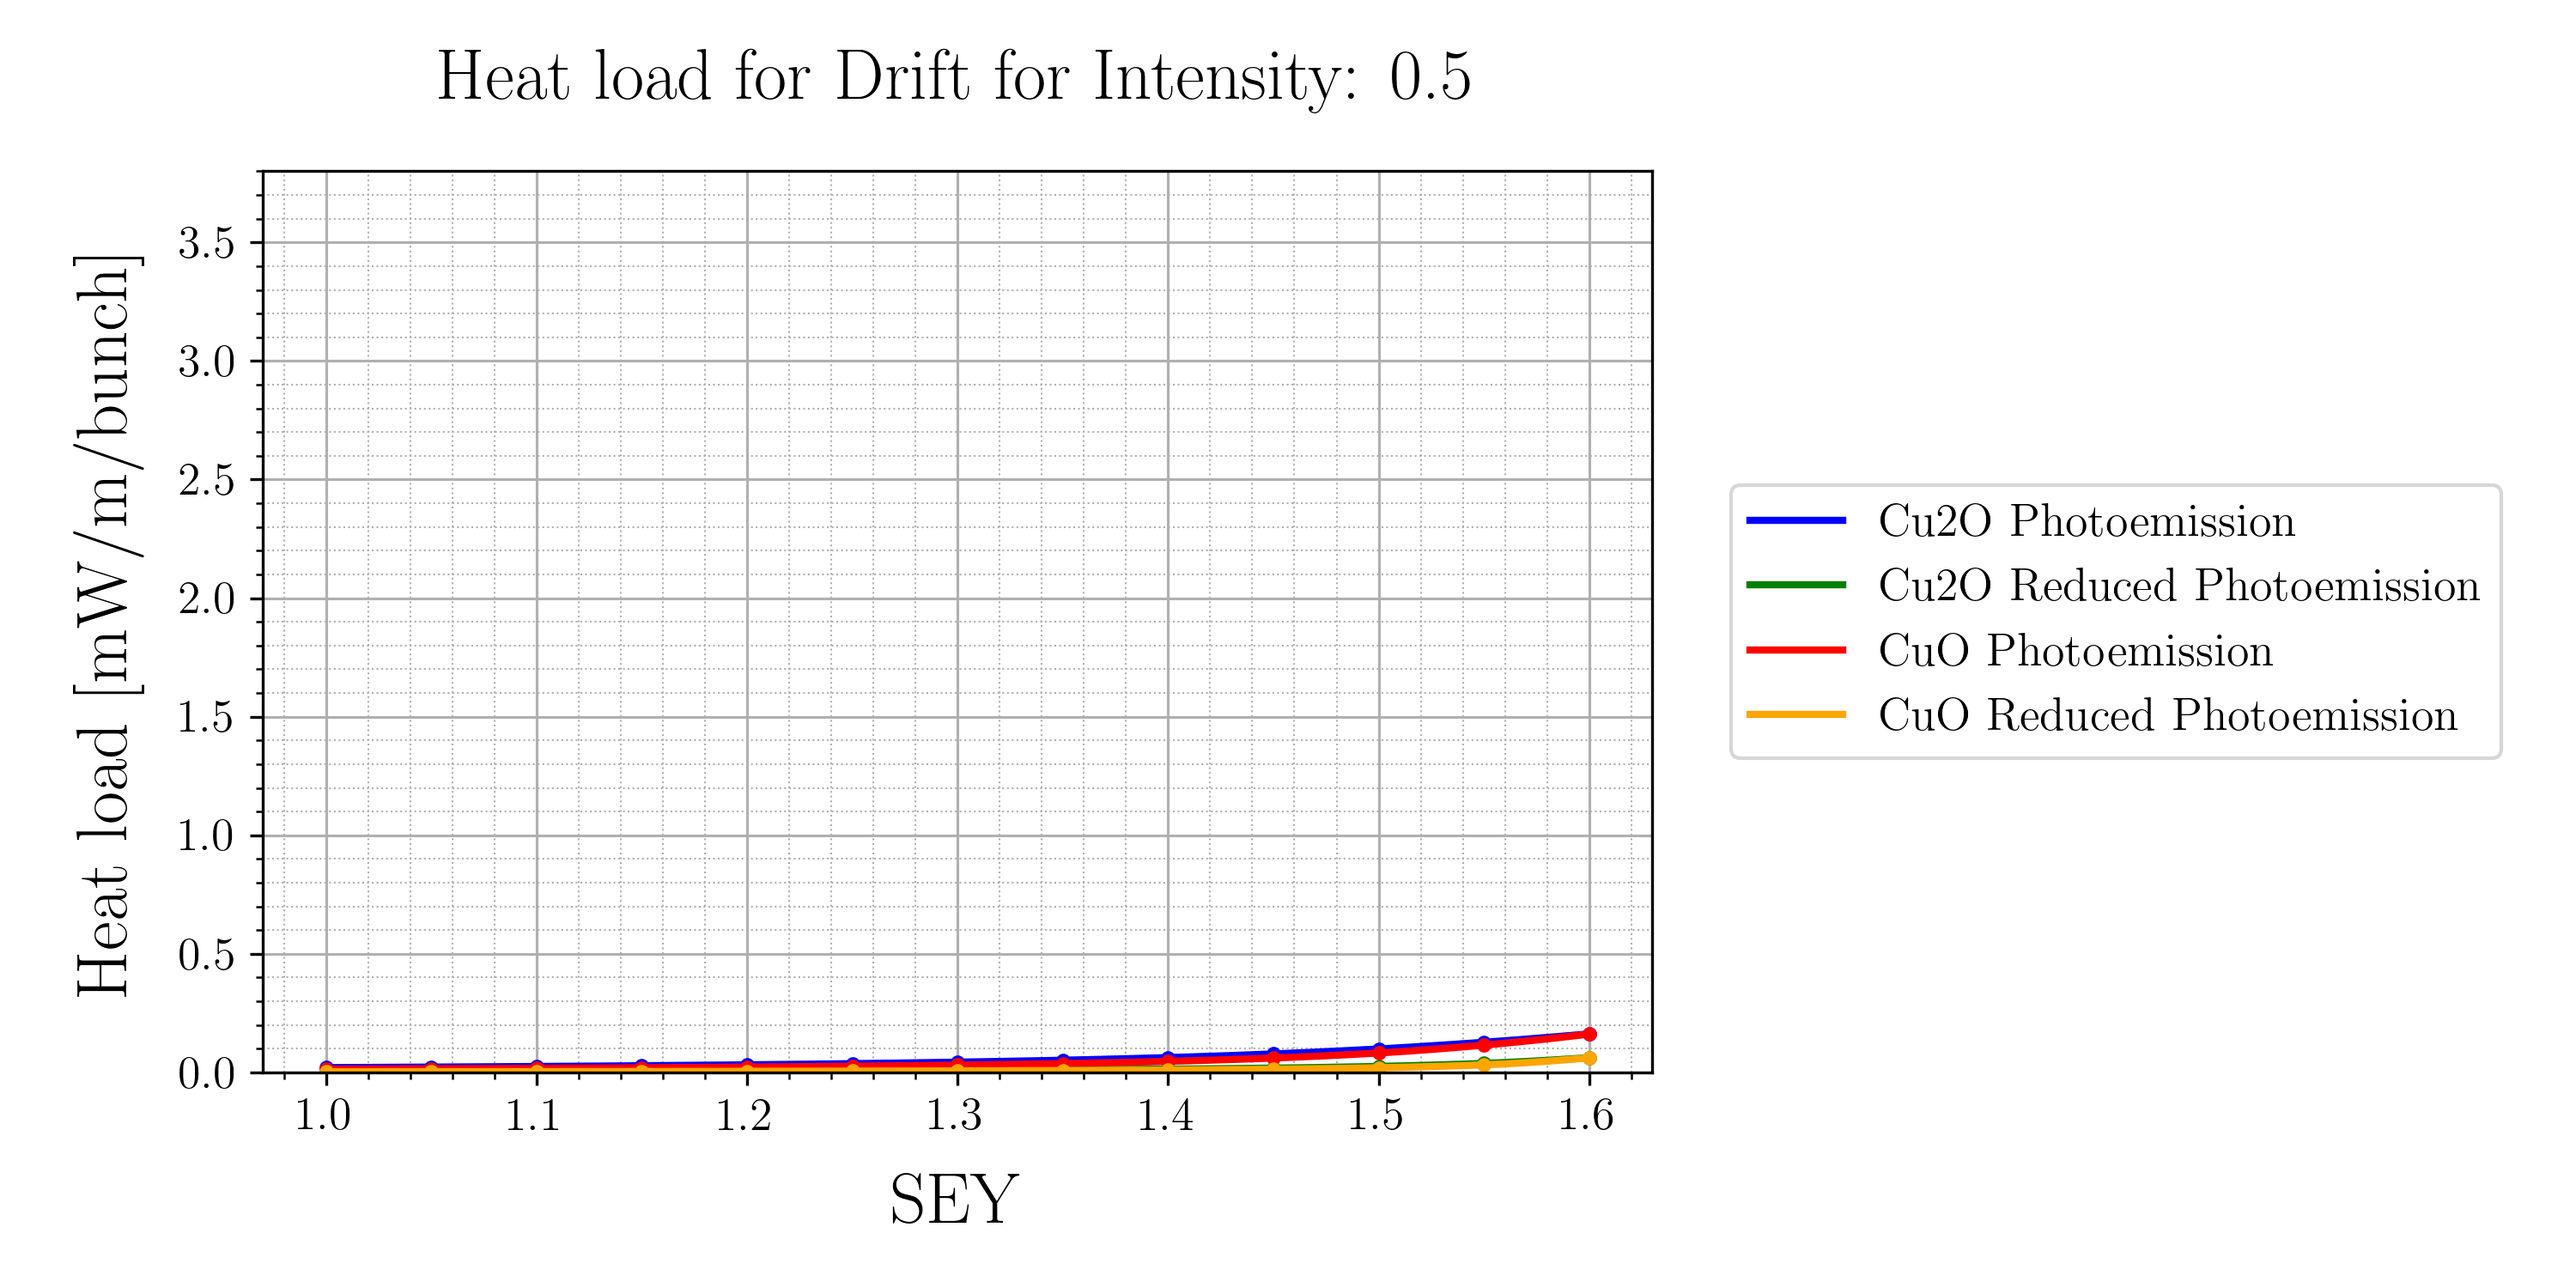 Heat load for Drift for Intensity: 0.5
Heat load [mW/m/bunch]
3.5
3.0
2.5
2.0
1.5
1.0
0.5
0.0
1.0 1.1 1.2 1.3 1.4 1.5 1.6
SEY
Cu2O Photoemission
Cu2O Reduced Photoemission
CuO Photoemission
CuO Reduced Photoemission